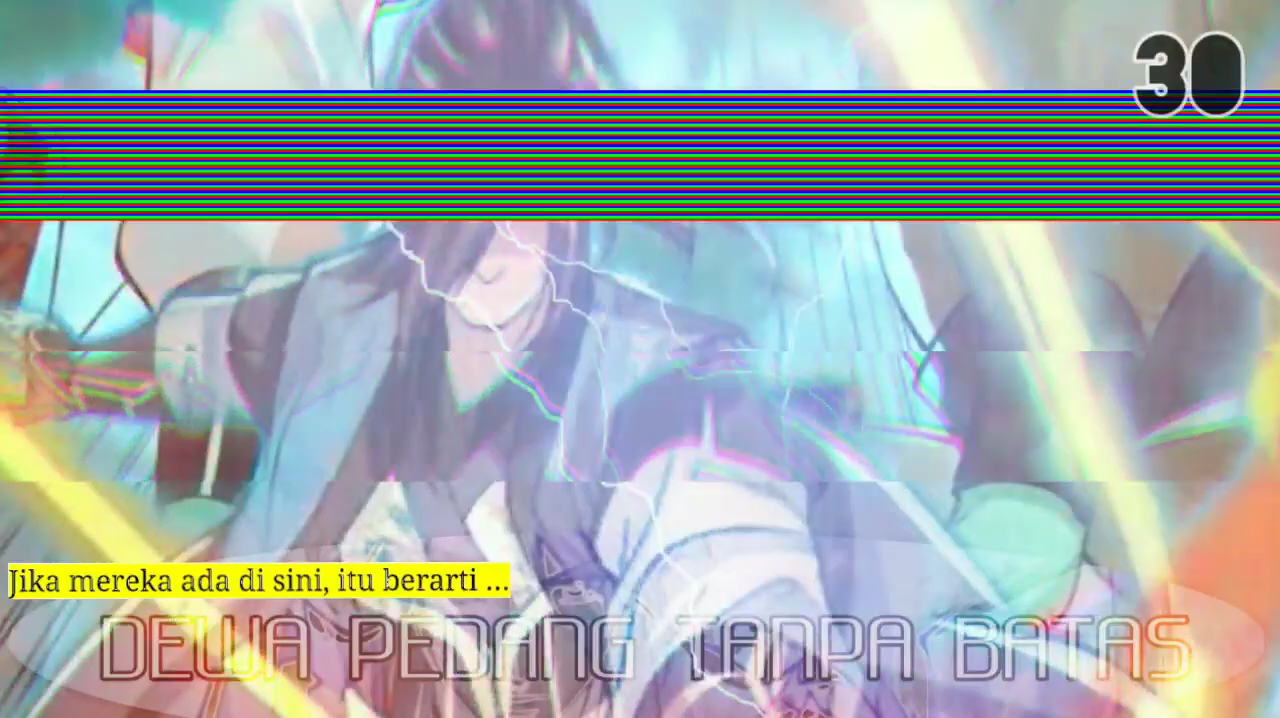 30
Jika mereka ada di sini, itu berarti ...
DEWA PEDANG TANPA BATAS